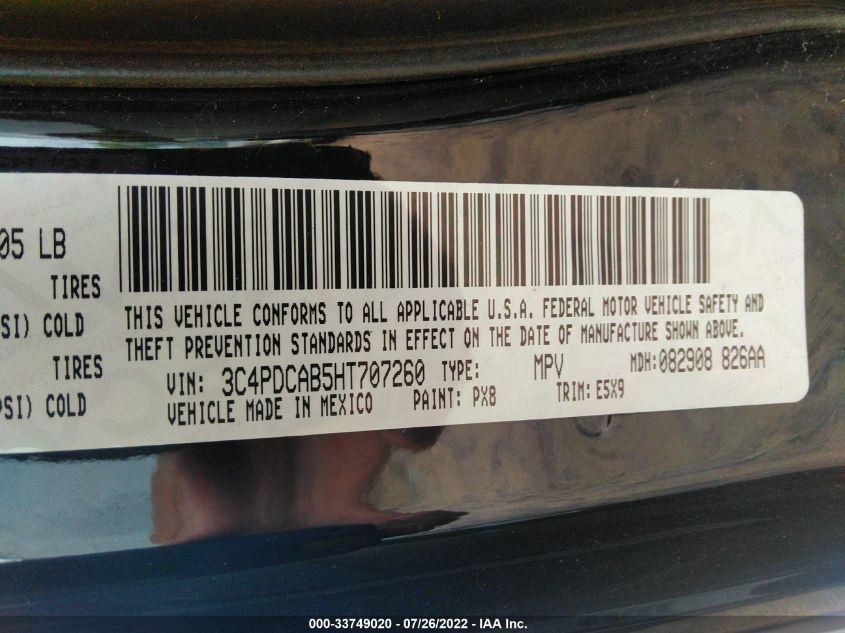 05 LB
TIRES
SI) COLD
TIRES
PSI) COLD
THIS VEHICLE CONFORMS TO ALL APPLICABLE U.S.A. FEDERAL MOTOR VEHICLE SAFETY AND
THEFT PREVENTION STANDARDS IN EFFECT ON THE DATE OF MANUFACTURE SHOWN ABOVE.
VIN: 3C4PDCAB5HT707260 TYPE: MPV MDH:082908 826AA
VEHICLE MADE IN MEXICO PAINT: PX8 TRIM: E5X9
000-33749020 - 07/26/2022 - IAA Inc.